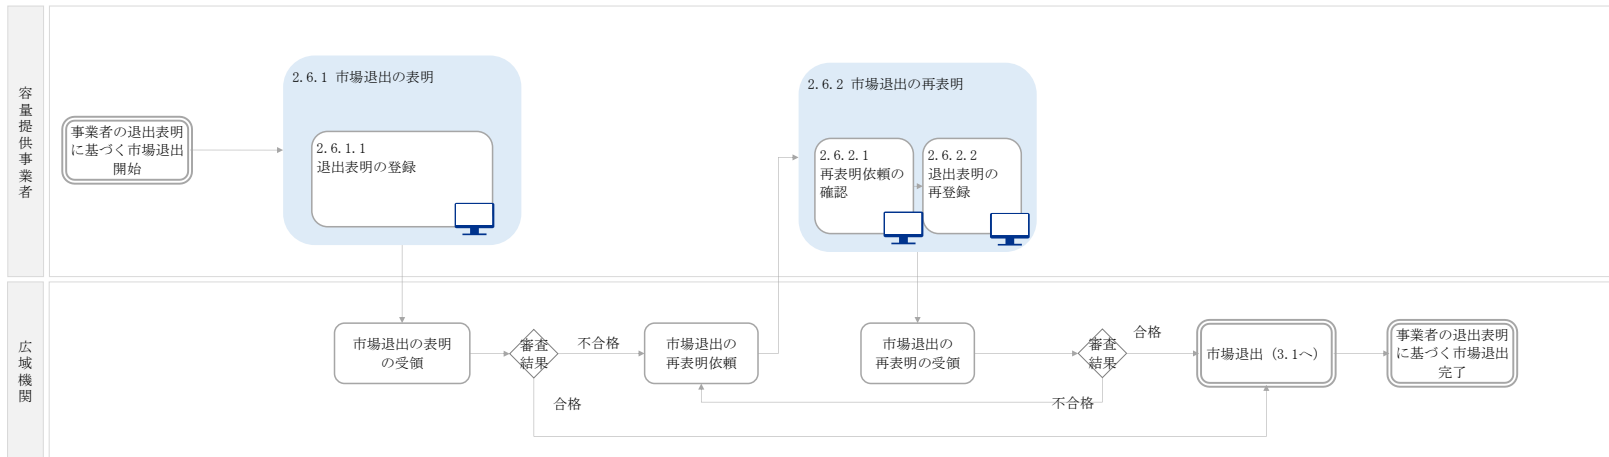 容量提供事業者
事業者の退出表明
に基づく市場退出
開始
2.6.1 市場退出の表明
2.6.1.1
退出表明の登録
2.6.2 市場退出の再表明
2.6.2.1
再表明依頼の
確認
2.6.2.2
退出表明の
再登録
広域機関
市場退出の表明
の受領
審査
結果
不合格
合格
市場退出の
再表明依頼
市場退出の
再表明の受領
審査
結果
合格
不合格
市場退出（3.1へ）
事業者の退出表明
に基づく市場退出
完了